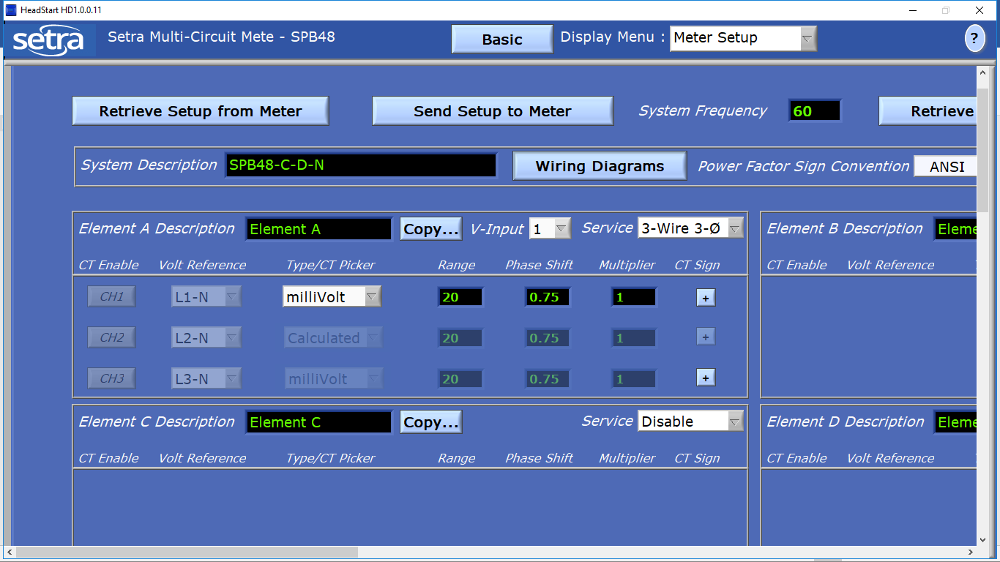 HeadStart HD1.0.0.11
setra Setra Multi-Circuit Mete - SPB48 Basic Display Menu : Meter Setup ?
Retrieve Setup from Meter Send Setup to Meter System Frequency 60 Retrieve
System Description SPB48-C-D-N Wiring Diagrams Power Factor Sign Convention ANSI
Element A Description Element A Copy... V-Input 1 Service 3-Wire 3-Ø Element B Description Eleme
CT Enable Volt Reference Type/CT Picker Range Phase Shift Multiplier CT Sign CT Enable Volt Reference
CH1 L1-N milliVolt 20 0.75 1 +
CH2 L2-N Calculated 20 0.75 1 +
CH3 L3-N milliVolt 20 0.75 1 +
Element C Description Element C Copy... Service Disable Element D Description Eleme
CT Enable Volt Reference Type/CT Picker Range Phase Shift Multiplier CT Sign CT Enable Volt Reference